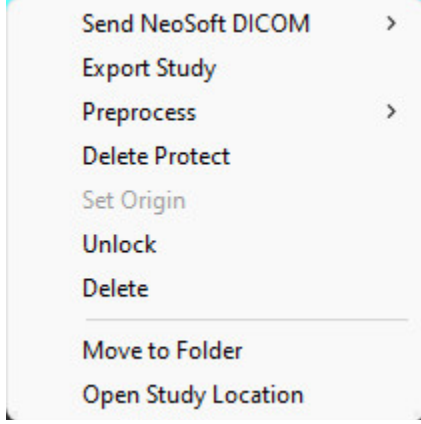 Send NeoSoft DICOM
Export Study
Preprocess
Delete Protect
Set Origin
Unlock
Delete
Move to Folder
Open Study Location